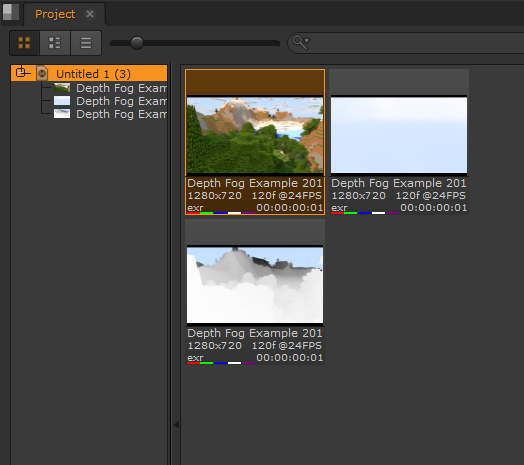 Project
Untitled 1 (3)
Depth Fog Exam
Depth Fog Exam
Depth Fog Exam
Depth Fog Example 201
1280x720 120f @24FPS
exr 00:00:00:01
Depth Fog Example 201
1280x720 120f @24FPS
exr 00:00:00:01
Depth Fog Example 201
1280x720 120f @24FPS
exr 00:00:00:01